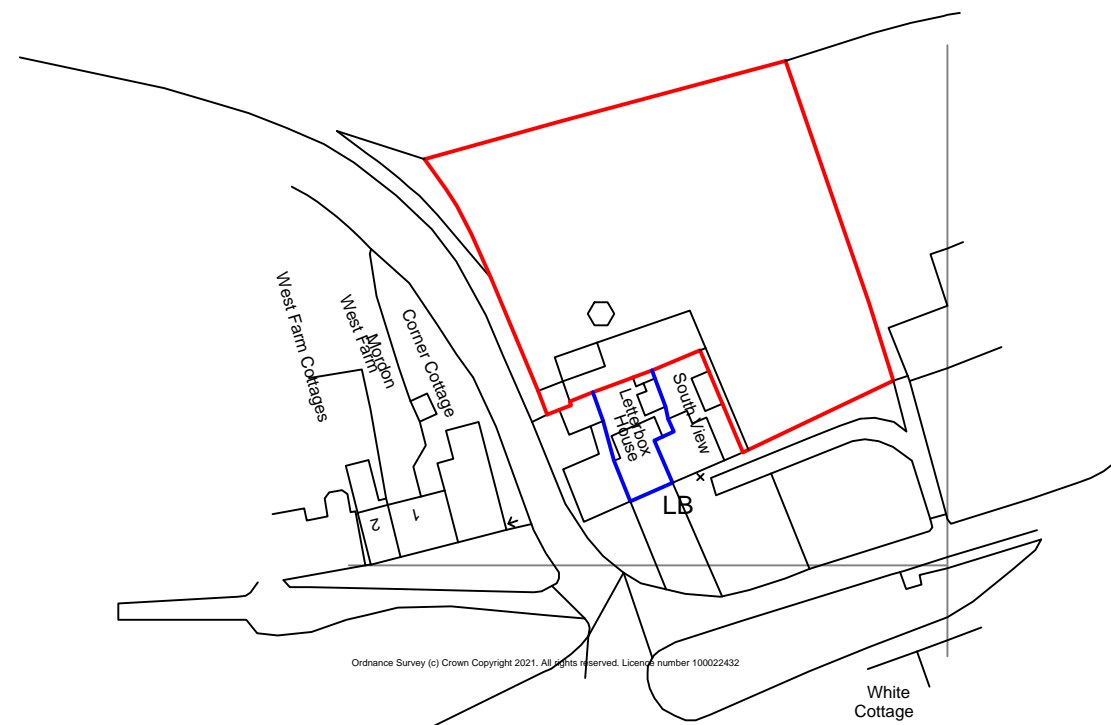 West Farm Cottages
West Farm
Mordon
Corner Cottage
South View
Letterbox
House
LB
2
1
Ordnance Survey (c) Crown Copyright 2021. All rights reserved. Licence number 100022432
White
Cottage